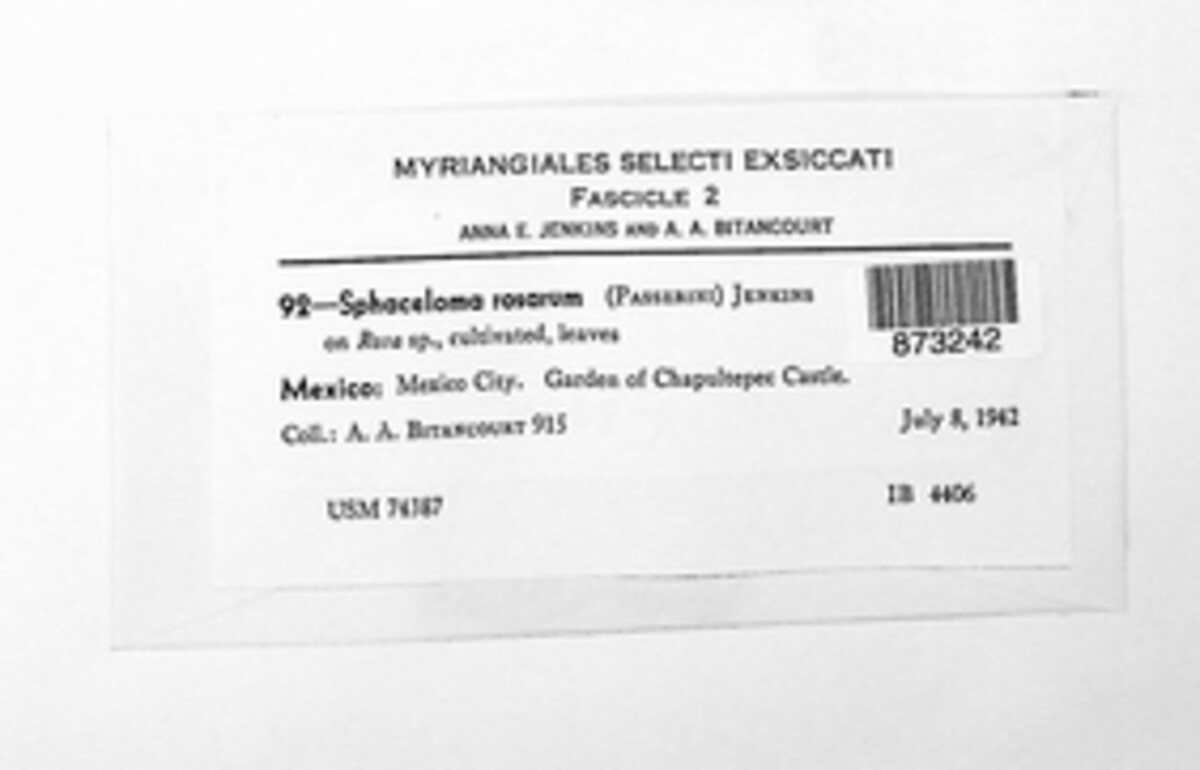 MYRIANGIALES SELECTI EXSICCATI
FASCICLE 2
ANNA E. JENKINS AND A. A. BITANCOURT
92—Sphaceloma rosarum (PASSERINI) JENKINS
873242
on Rosa sp., cultivated, leaves
Mexico: Mexico City. Garden of Chapultepec Castle.
Coll.: A. A. BITANCOURT 915 July 8, 1942
USM 74387 IB 4406